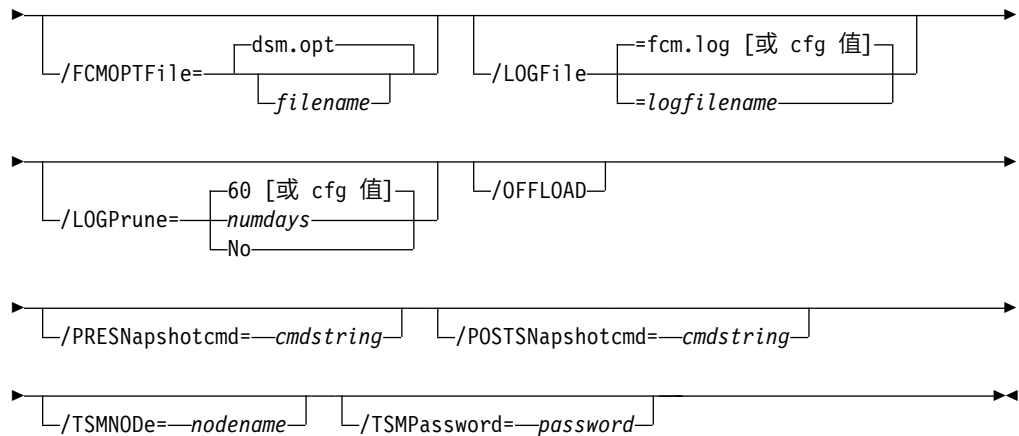 dsm.opt
/FCMOPTFile=
filename
=fcm.log [或 cfg 值]
/LOGFile
=logfilename
60 [或 cfg 值]
/LOGPrune=
numdays
No
/OFFLOAD
/PRESNapshotcmd= cmdstring /POSTSNapshotcmd= cmdstring
/TSMNODe= nodename /TSMPassword= password